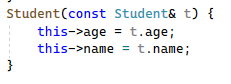 Student(const Student& t) {
    this->age = t.age;
    this->name = t.name;
}